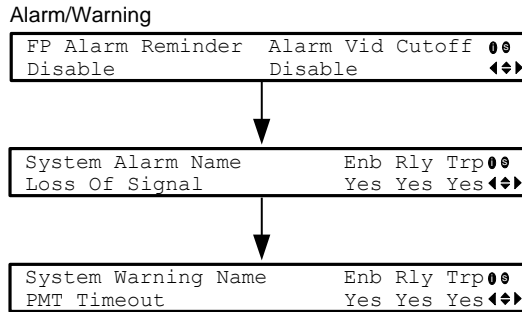 Alarm/Warning
FP Alarm Reminder Alarm Vid Cutoff
Disable Disable
System Alarm Name Enb Rly Trp
Loss Of Signal Yes Yes Yes
System Warning Name Enb Rly Trp
PMT Timeout Yes Yes Yes